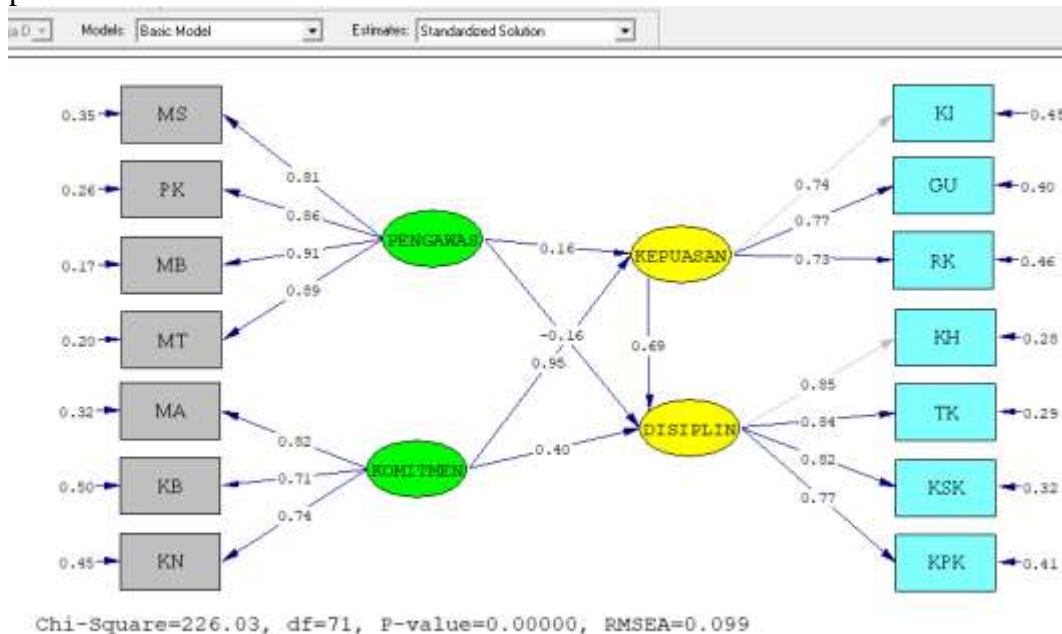 Models: Basic Model Estimates: Standardized Solution
0.35 MS
0.26 PK
0.17 MB
0.20 MT
0.32 MA
0.50 KB
0.45 KN
0.81
0.86
0.91
0.89
0.82
0.71
0.74
PENGAWAS
KOMITMEN
0.16
-0.16
0.95
0.40
0.69
KEPUASAN
DISIPLIN
0.74
0.77
0.73
0.85
0.84
0.82
0.77
KI
GU 0.40
RK 0.46
KH 0.28
TK 0.29
KSK 0.32
KPK 0.41
Chi-Square=226.03, df=71, P-value=0.00000, RMSEA=0.099